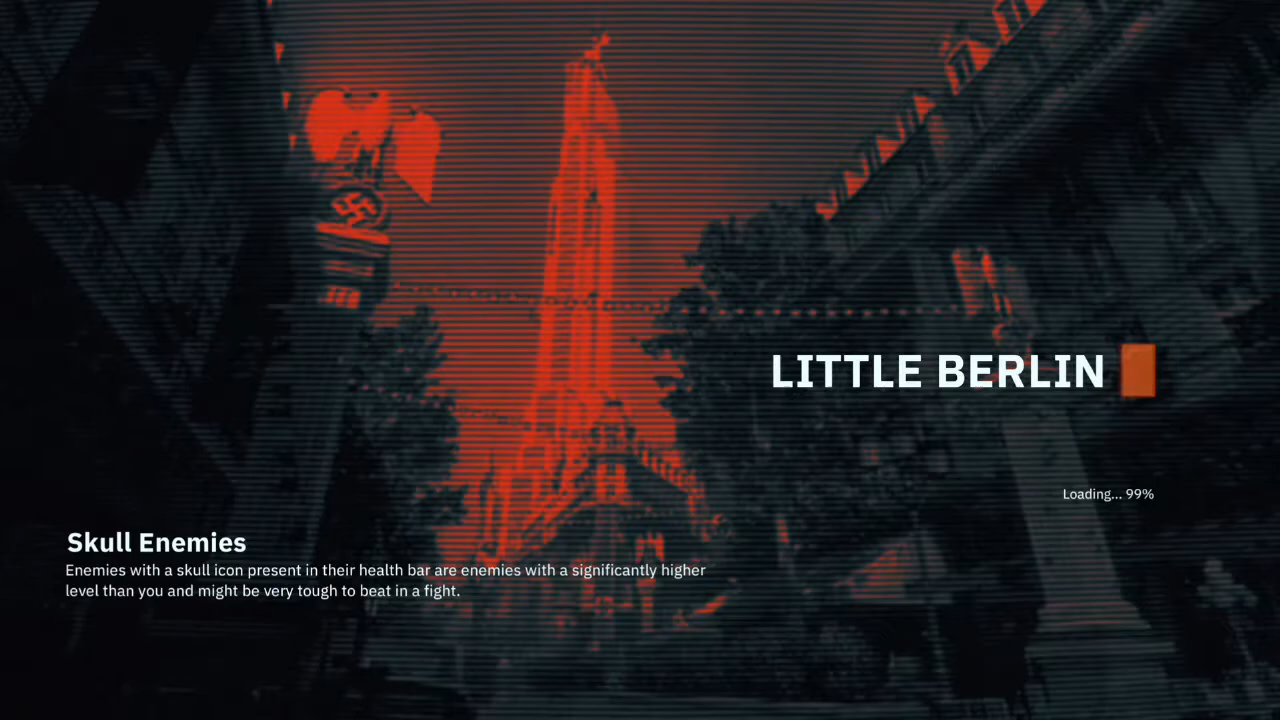 LITTLE BERLIN
Loading... 99%
Skull Enemies
Enemies with a skull icon present in their health bar are enemies with a significantly higher
level than you and might be very tough to beat in a fight.